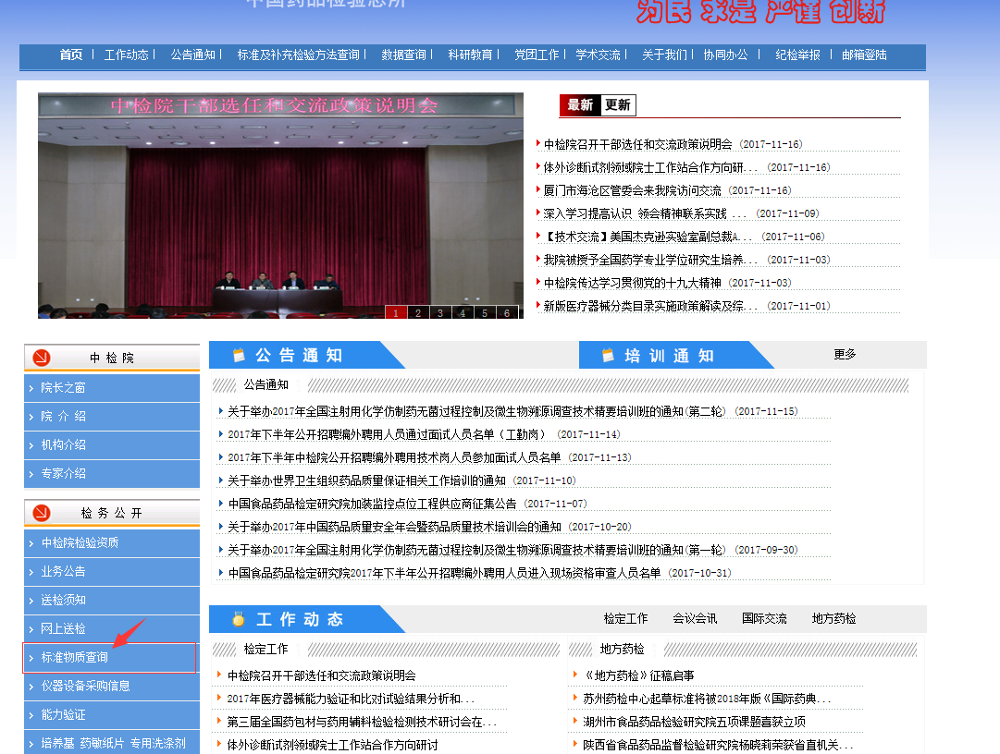 中国药品检验总所
为民 求是 严谨 创新
首页 | 工作动态 | 公告通知 | 标准及补充检验方法查询 | 数据查询 | 科研教育 | 党团工作 | 学术交流 | 关于我们 | 协同办公 | 纪检举报 | 邮箱登陆
中检院干部选任和交流政策说明会
1 2 3 4 5 6
最新 更新
中检院召开干部选任和交流政策说明会 (2017-11-16)
体外诊断试剂领域院士工作站合作方向研... (2017-11-16)
厦门市海沧区管委会来我院访问交流 (2017-11-16)
深入学习提高认识 领会精神联系实践 ... (2017-11-09)
【技术交流】美国杰克逊实验室副总裁A... (2017-11-06)
我院被授予全国药学专业学位研究生培养... (2017-11-03)
中检院传达学习贯彻党的十九大精神 (2017-11-03)
新版医疗器械分类目录实施政策解读及综... (2017-11-01)
中 检 院
院长之窗
院 介 绍
机构介绍
专家介绍
检 务 公 开
中检院检验资质
业务公告
送检须知
网上送检
标准物质查询
仪器设备采购信息
能力验证
培养基 药敏纸片 专用洗涤剂
公告通知
培训通知
更多
公告通知
关于举办2017年全国注射用化学仿制药无菌过程控制及微生物溯源调查技术精要培训班的通知(第二轮) (2017-11-15)
2017年下半年公开招聘编外聘用人员通过面试人员名单（工勤岗） (2017-11-14)
2017年下半年中检院公开招聘编外聘用技术岗人员参加面试人员名单 (2017-11-13)
关于举办世界卫生组织药品质量保证相关工作培训的通知 (2017-11-10)
中国食品药品检定研究院加装监控点位工程供应商征集公告 (2017-11-07)
关于举办2017年中国药品质量安全年会暨药品质量技术培训会的通知 (2017-10-20)
关于举办2017年全国注射用化学仿制药无菌过程控制及微生物溯源调查技术精要培训班的通知(第一轮) (2017-09-30)
中国食品药品检定研究院2017年下半年公开招聘编外聘用人员进入现场资格审查人员名单 (2017-10-31)
工作动态
检定工作 会议会讯 国际交流 地方药检
检定工作
中检院召开干部选任和交流政策说明会
2017年医疗器械能力验证和比对试验结果分析和...
第三届全国药包材与药用辅料检验检测技术研讨会在...
体外诊断试剂领域院士工作站合作方向研讨
地方药检
《地方药检》征稿启事
苏州药检中心起草标准将被2018年版《国际药典...
湖州市食品药品检验研究院五项课题喜获立项
陕西省食品药品监督检验研究院杨晓莉荣获省直机关...